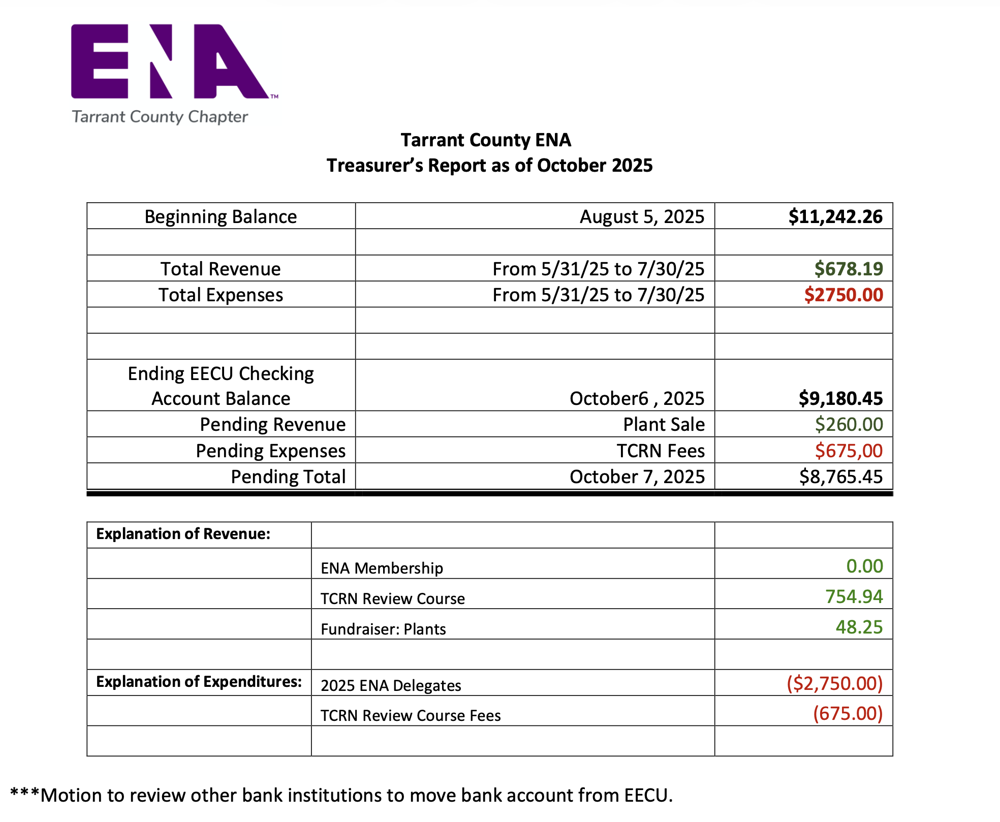 ENA™
Tarrant County Chapter
Tarrant County ENA
Treasurer’s Report as of October 2025
Beginning Balance August 5, 2025 $11,242.26
Total Revenue From 5/31/25 to 7/30/25 $678.19
Total Expenses From 5/31/25 to 7/30/25 $2750.00
Ending EECU Checking
Account Balance October6 , 2025 $9,180.45
Pending Revenue Plant Sale $260.00
Pending Expenses TCRN Fees $675,00
Pending Total October 7, 2025 $8,765.45
Explanation of Revenue:
ENA Membership 0.00
TCRN Review Course 754.94
Fundraiser: Plants 48.25
Explanation of Expenditures: 2025 ENA Delegates ($2,750.00)
TCRN Review Course Fees (675.00)
***Motion to review other bank institutions to move bank account from EECU.